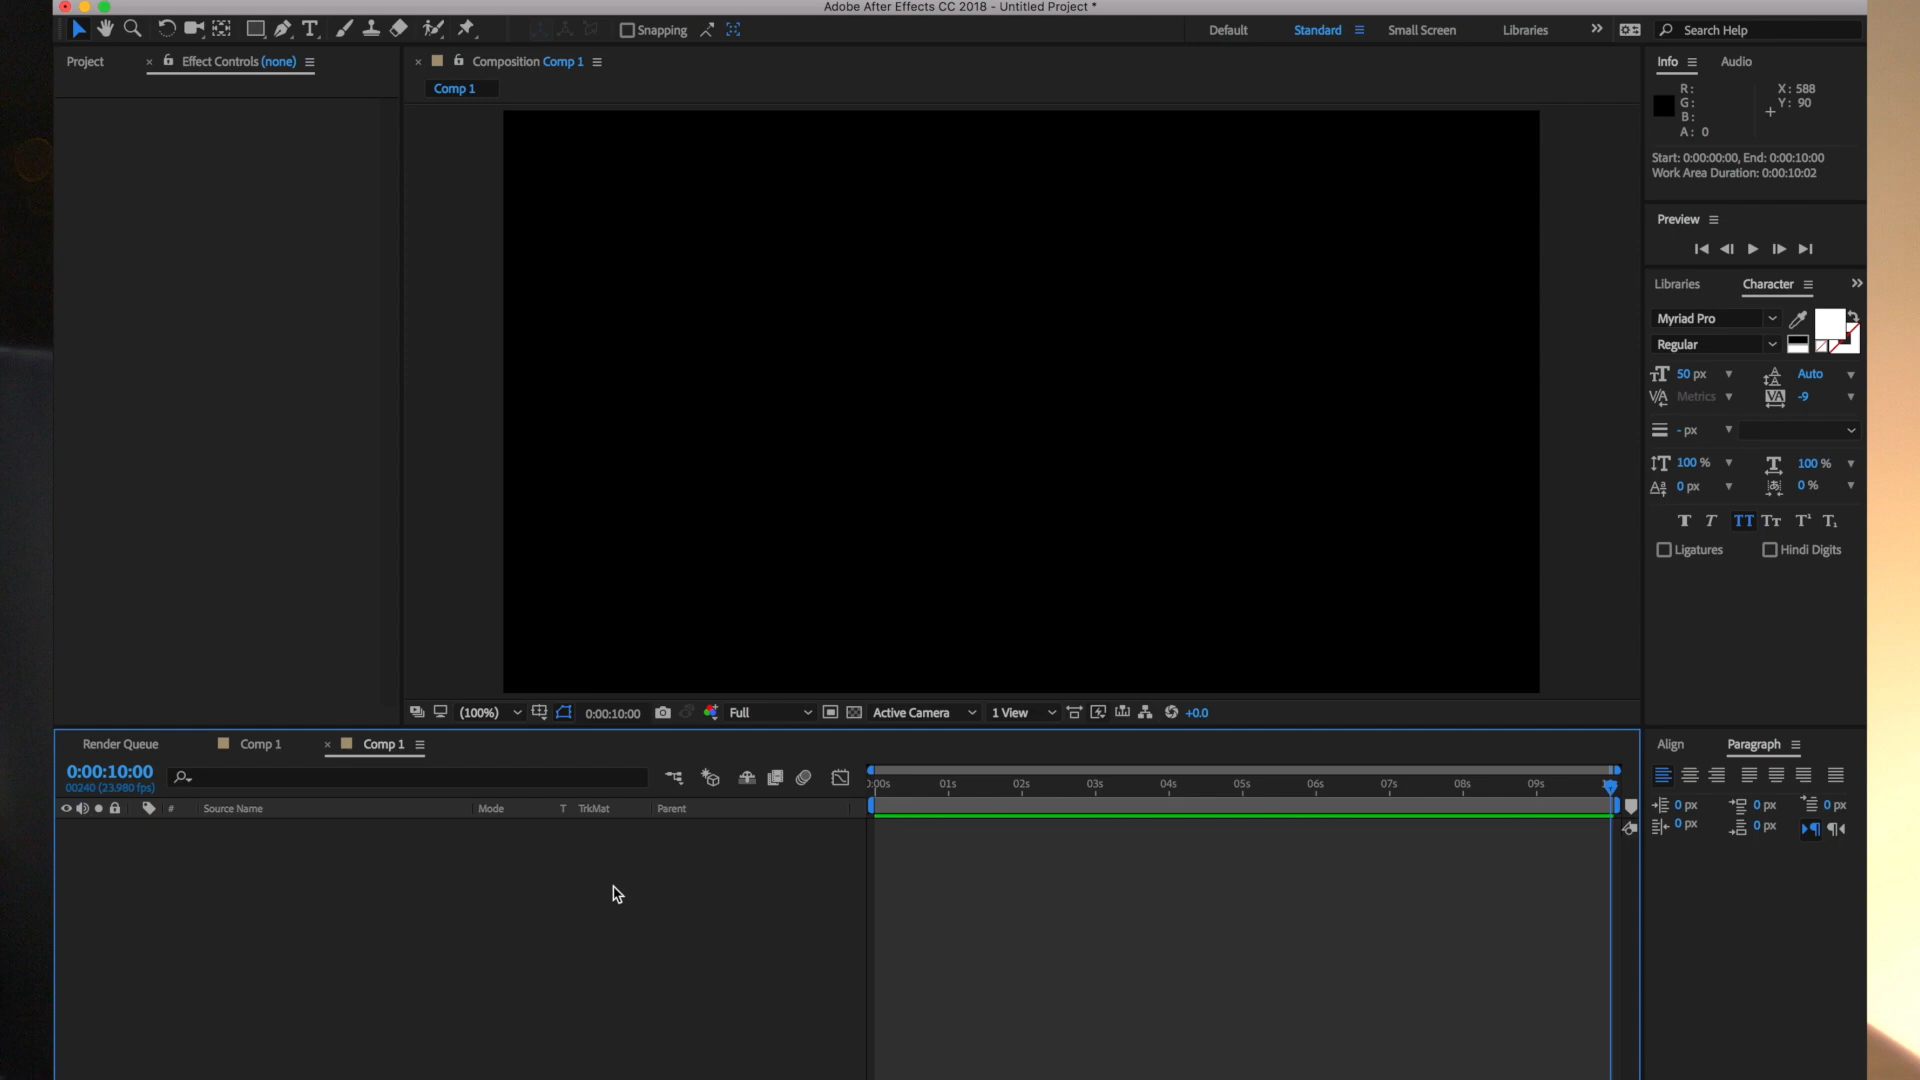 Adobe After Effects CC 2018 - Untitled Project *
Snapping
Default
Standard
Small Screen
Libraries
Search Help
Project
Effect Controls (none)
Composition Comp 1
Comp 1
Info
Audio
R:
G:
B:
A: 0
X: 588
Y: 90
Start: 0:00:00:00, End: 0:00:10:00
Work Area Duration: 0:00:10:02
Preview
Libraries
Character
Myriad Pro
Regular
50 px
Auto
Metrics
-9
- px
100 %
100 %
0 px
0 %
Ligatures
Hindi Digits
(100%)
0:00:10:00
Full
Active Camera
1 View
+0.0
Render Queue
Comp 1
Comp 1
0:00:10:00
00240 (23.980 fps)
# Source Name
Mode
T TrkMat
Parent
01s
02s
03s
04s
05s
06s
07s
08s
09s
Align
Paragraph
0 px
0 px
0 px
0 px
0 px